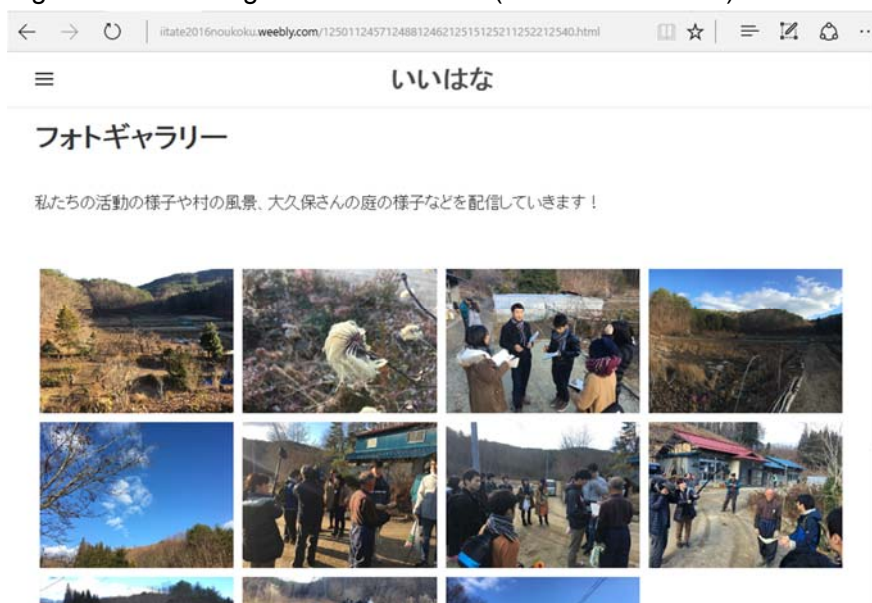 iitate2016noukoku.weebly.com/1250112457124881246212515125211252212540.html
いいはな
フォトギャラリー
私たちの活動の様子や村の風景、大久保さんの庭の様子などを配信していきます！